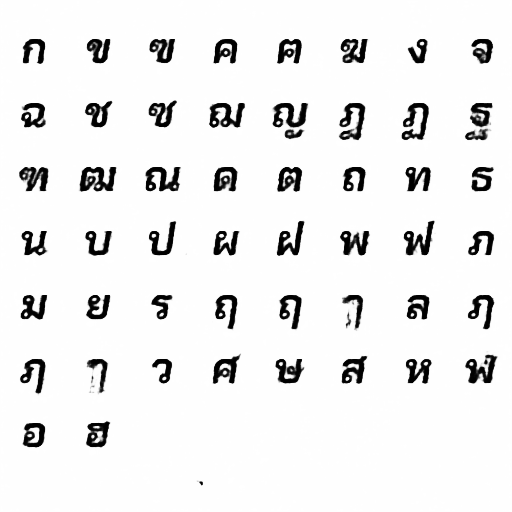 ก ข ฃ ค ฅ ฆ ง จ
ฉ ช ซ ฌ ญ ฎ ฏ ฐ
ฑ ฒ ณ ด ต ถ ท ธ
น บ ป ผ ฝ พ ฟ ภ
ม ย ร ฤ ฤ ล ฦ
ฦ ว ศ ษ ส ห ฬ
อ ฮ